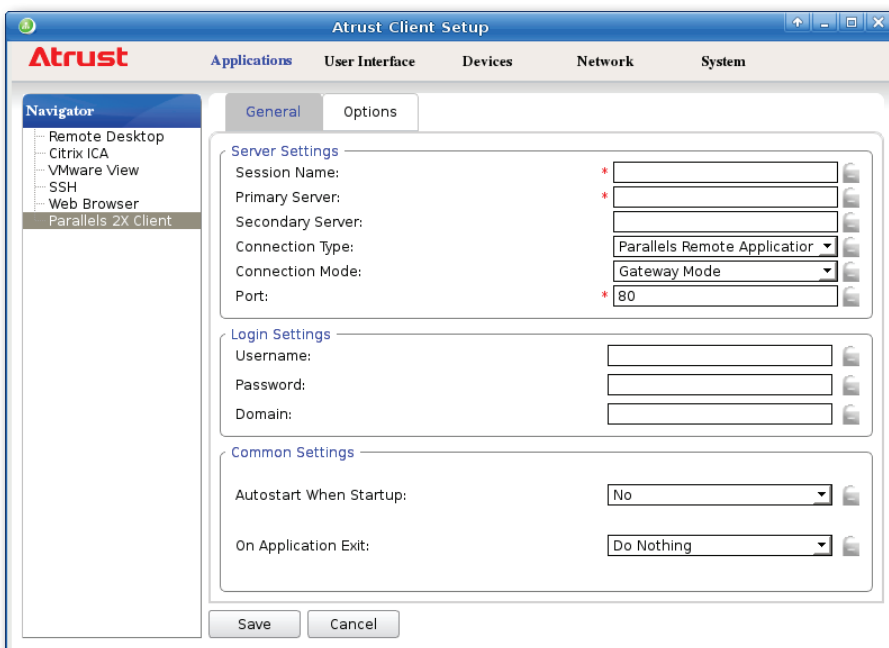 Atrust Client Setup
Atrust
Applications User Interface Devices Network System
Navigator
Remote Desktop
Citrix ICA
VMware View
SSH
Web Browser
Parallels 2X Client
General Options
Server Settings
Session Name: *
Primary Server: *
Secondary Server:
Connection Type: Parallels Remote Application
Connection Mode: Gateway Mode
Port: * 80
Login Settings
Username:
Password:
Domain:
Common Settings
Autostart When Startup: No
On Application Exit: Do Nothing
Save Cancel